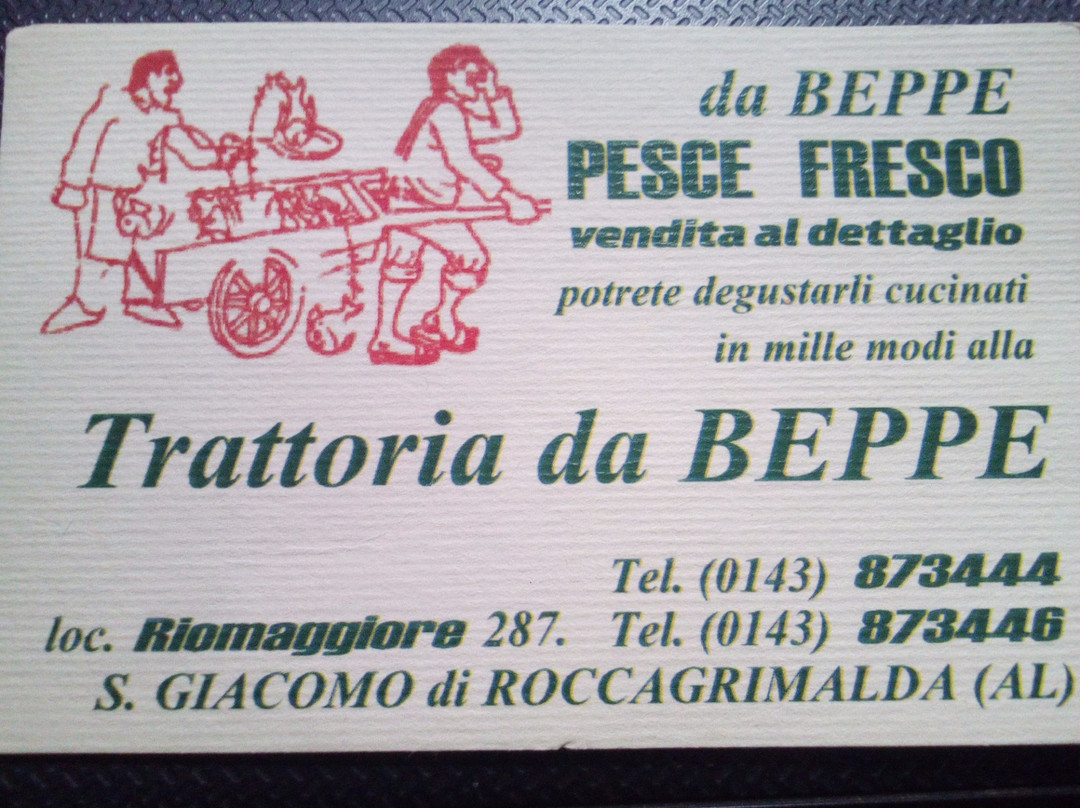 da BEPPE
PESCE FRESCO
vendita al dettaglio
potrete degustarli cucinati
in mille modi alla
Trattoria da BEPPE
Tel. (0143) 873444
loc. Riomaggiore 287. Tel. (0143) 873446
S. GIACOMO di ROCCAGRIMALDA (AL)